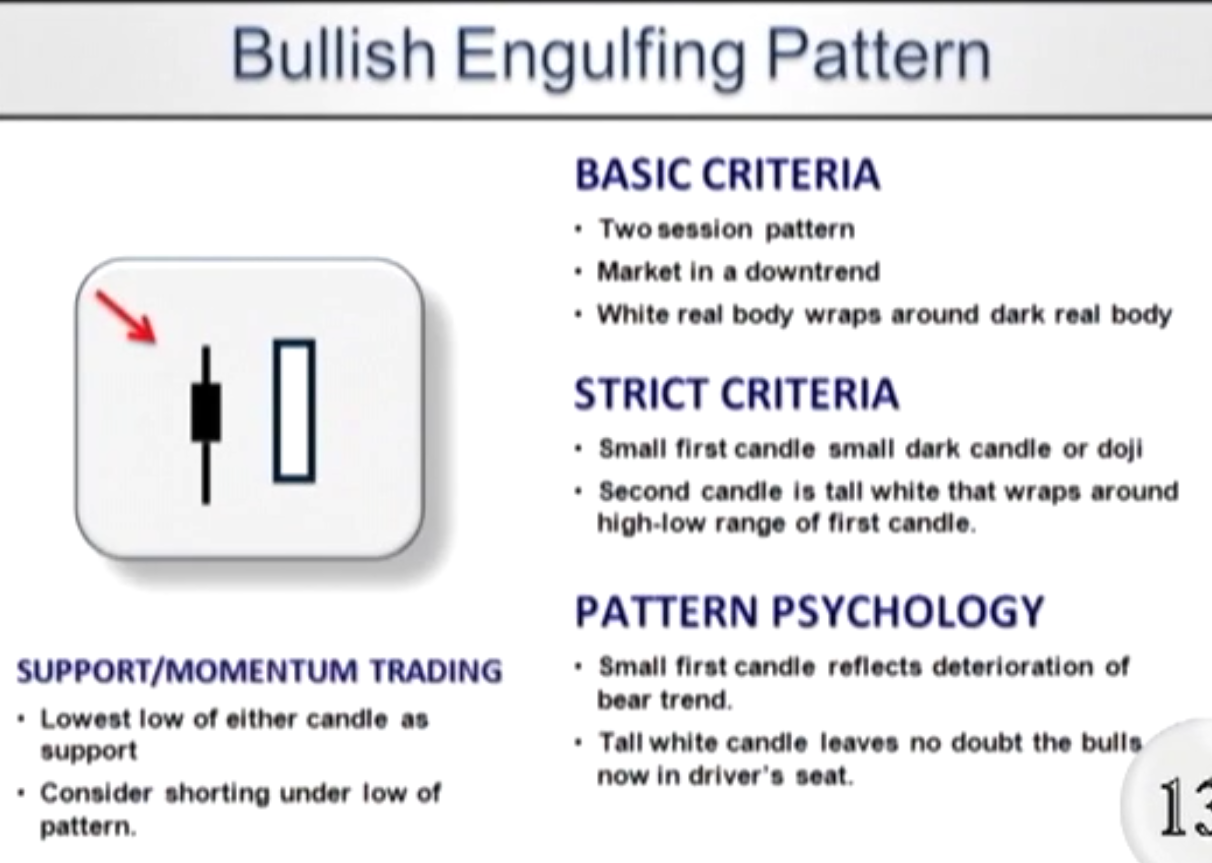 Bullish Engulfing Pattern
BASIC CRITERIA
• Two session pattern
• Market in a downtrend
• White real body wraps around dark real body
STRICT CRITERIA
• Small first candle small dark candle or doji
• Second candle is tall white that wraps around
high-low range of first candle.
PATTERN PSYCHOLOGY
• Small first candle reflects deterioration of
bear trend.
• Tall white candle leaves no doubt the bulls
now in driver's seat.
SUPPORT/MOMENTUM TRADING
• Lowest low of either candle as
support
• Consider shorting under low of
pattern.
13